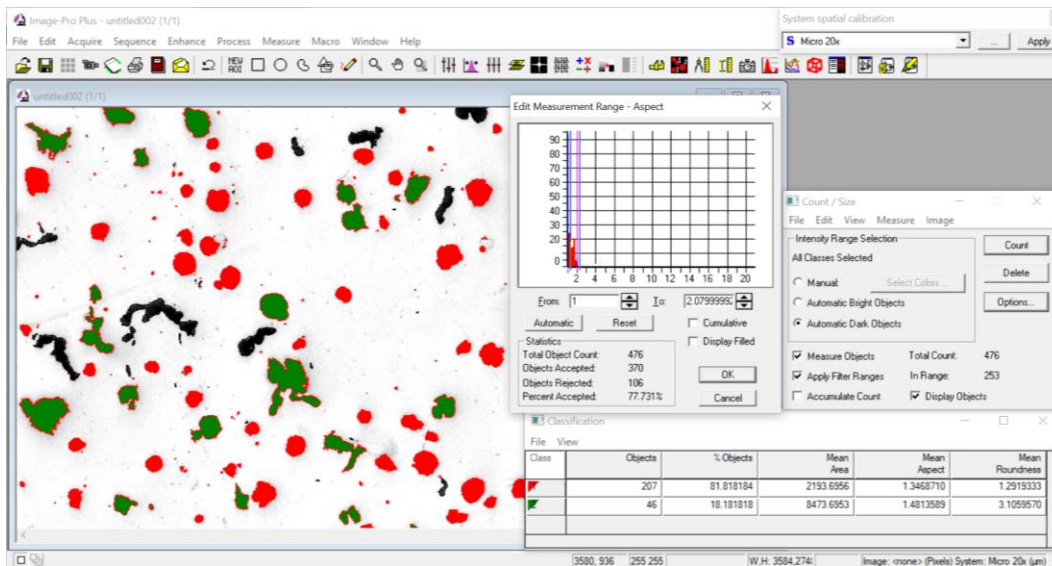 Image-Pro Plus - untitled002 (1/1)
File Edit Acquire Sequence Enhance Process Measure Macro Window Help
System spatial calibration
S Micro 20x ... Apply
NEW AOI
untitled002 (1/1)
Edit Measurement Range - Aspect
90
80
70
60
50
40
30
20
10
0
2 4 6 8 10 12 14 16 18 20
From: 1 To: 2.0799999
Automatic Reset Cumulative
Display Filled
Statistics
Total Object Count: 476
Objects Accepted: 370
Objects Rejected: 106
Percent Accepted: 77.731%
OK
Cancel
Count / Size
File Edit View Measure Image
Intensity Range Selection
All Classes Selected
Manual: Select Colors ...
Automatic Bright Objects
Automatic Dark Objects
Count
Delete
Options...
Measure Objects Total Count: 476
Apply Filter Ranges In Range: 253
Accumulate Count Display Objects
Classification
File View
Class Objects % Objects Mean Area Mean Aspect Mean Roundness
207 81.818184 2193.6956 1.3468710 1.2919333
46 18.181818 8473.6953 1.4813589 3.1059570
3580, 936 255 255 W,H: 3584,274 Image: <none> (Pixels) System: Micro 20x (µm)